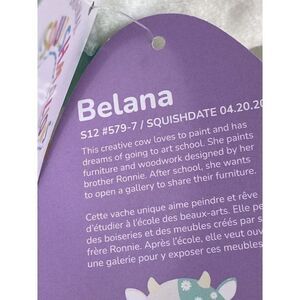 Belana
S12 #579-7 / SQUISHDATE 04.20.20
This creative cow loves to paint and has
dreams of going to art school. She paints
furniture and woodwork designed by her
brother Ronnie. After school, she wants
to open a gallery to share their furniture.
Cette vache unique aime peindre et rêve
d'étudier à l'école des beaux-arts. Elle pe
des boiseries et des meubles créés par s
frère Ronnie. Après l'école, elle veut ouv
une galerie pour y exposer ces meubles